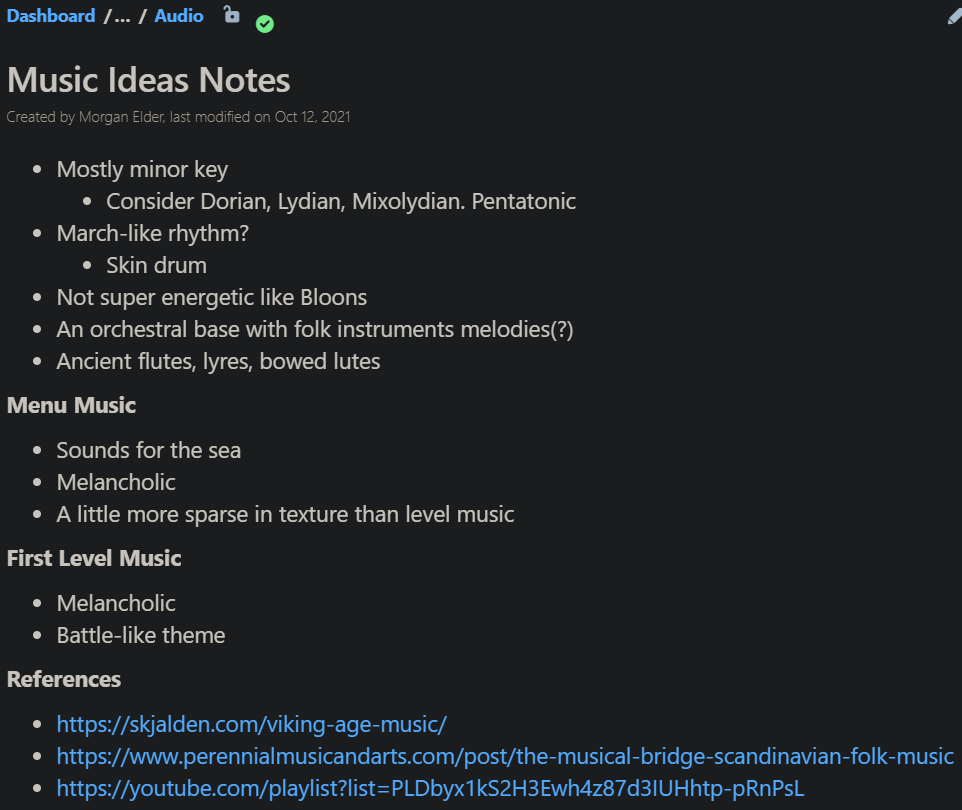 Dashboard /... / Audio
Music Ideas Notes
Created by Morgan Elder, last modified on Oct 12, 2021
Mostly minor key
Consider Dorian, Lydian, Mixolydian. Pentatonic
March-like rhythm?
Skin drum
Not super energetic like Bloons
An orchestral base with folk instruments melodies(?)
Ancient flutes, lyres, bowed lutes
Menu Music
Sounds for the sea
Melancholic
A little more sparse in texture than level music
First Level Music
Melancholic
Battle-like theme
References
https://skjalden.com/viking-age-music/
https://www.perennialmusicandarts.com/post/the-musical-bridge-scandinavian-folk-music
https://youtube.com/playlist?list=PLDbyx1kS2H3Ewh4z87d3IUHhtp-pRnPsL